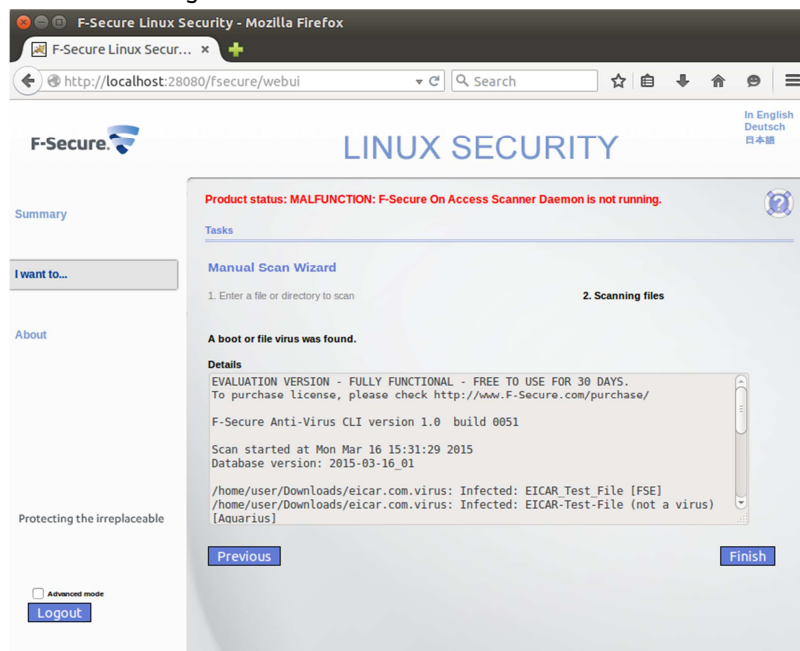 F-Secure Linux Security - Mozilla Firefox
F-Secure Linux Secur...
http://localhost:28080/fsecure/webui
Search
F-Secure.
LINUX SECURITY
In English
Deutsch
日本語
Product status: MALFUNCTION: F-Secure On Access Scanner Daemon is not running.
Summary
Tasks
I want to...
Manual Scan Wizard
1. Enter a file or directory to scan
2. Scanning files
About
A boot or file virus was found.
Details
EVALUATION VERSION - FULLY FUNCTIONAL - FREE TO USE FOR 30 DAYS.
To purchase license, please check http://www.F-Secure.com/purchase/
F-Secure Anti-Virus CLI version 1.0 build 0051
Scan started at Mon Mar 16 15:31:29 2015
Database version: 2015-03-16_01
/home/user/Downloads/eicar.com.virus: Infected: EICAR_Test_File [FSE]
/home/user/Downloads/eicar.com.virus: Infected: EICAR-Test-File (not a virus)
[Aquarius]
Protecting the irreplaceable
Previous
Finish
Advanced mode
Logout